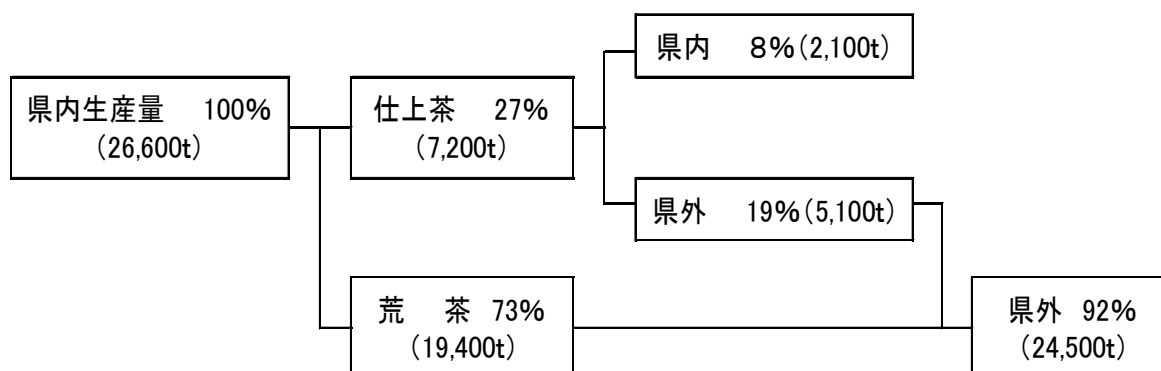 県内 8%(2,100t)
県内生産量 100%
(26,600t)
仕上茶 27%
(7,200t)
県外 19%(5,100t)
荒 茶 73%
(19,400t)
県外 92%
(24,500t)